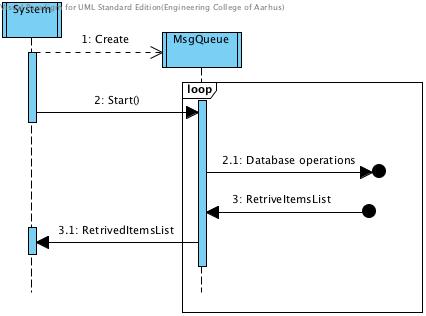 for UML Standard Edition(Engineering College of Aarhus)
System
1: Create
MsgQueue
loop
2: Start()
2.1: Database operations
3: RetriveItemsList
3.1: RetrivedItemsList